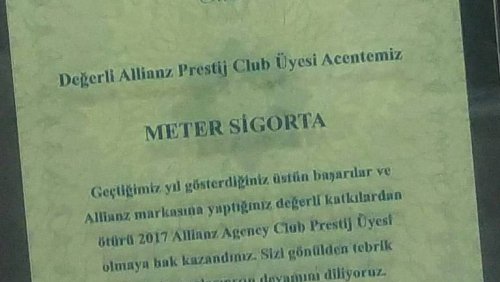 Değerli Allianz Prestij Club Üyesi Acentemiz
METER SİGORTA
Geçtiğimiz yıl gösterdiğiniz üstün başarılar ve
Allianz markasına yaptığınız değerli katkılardan
ötürü 2017 Allianz Agency Club Prestij Üyesi
olmaya hak kazandınız. Sizi gönülden tebrik
devamını diliyoruz.